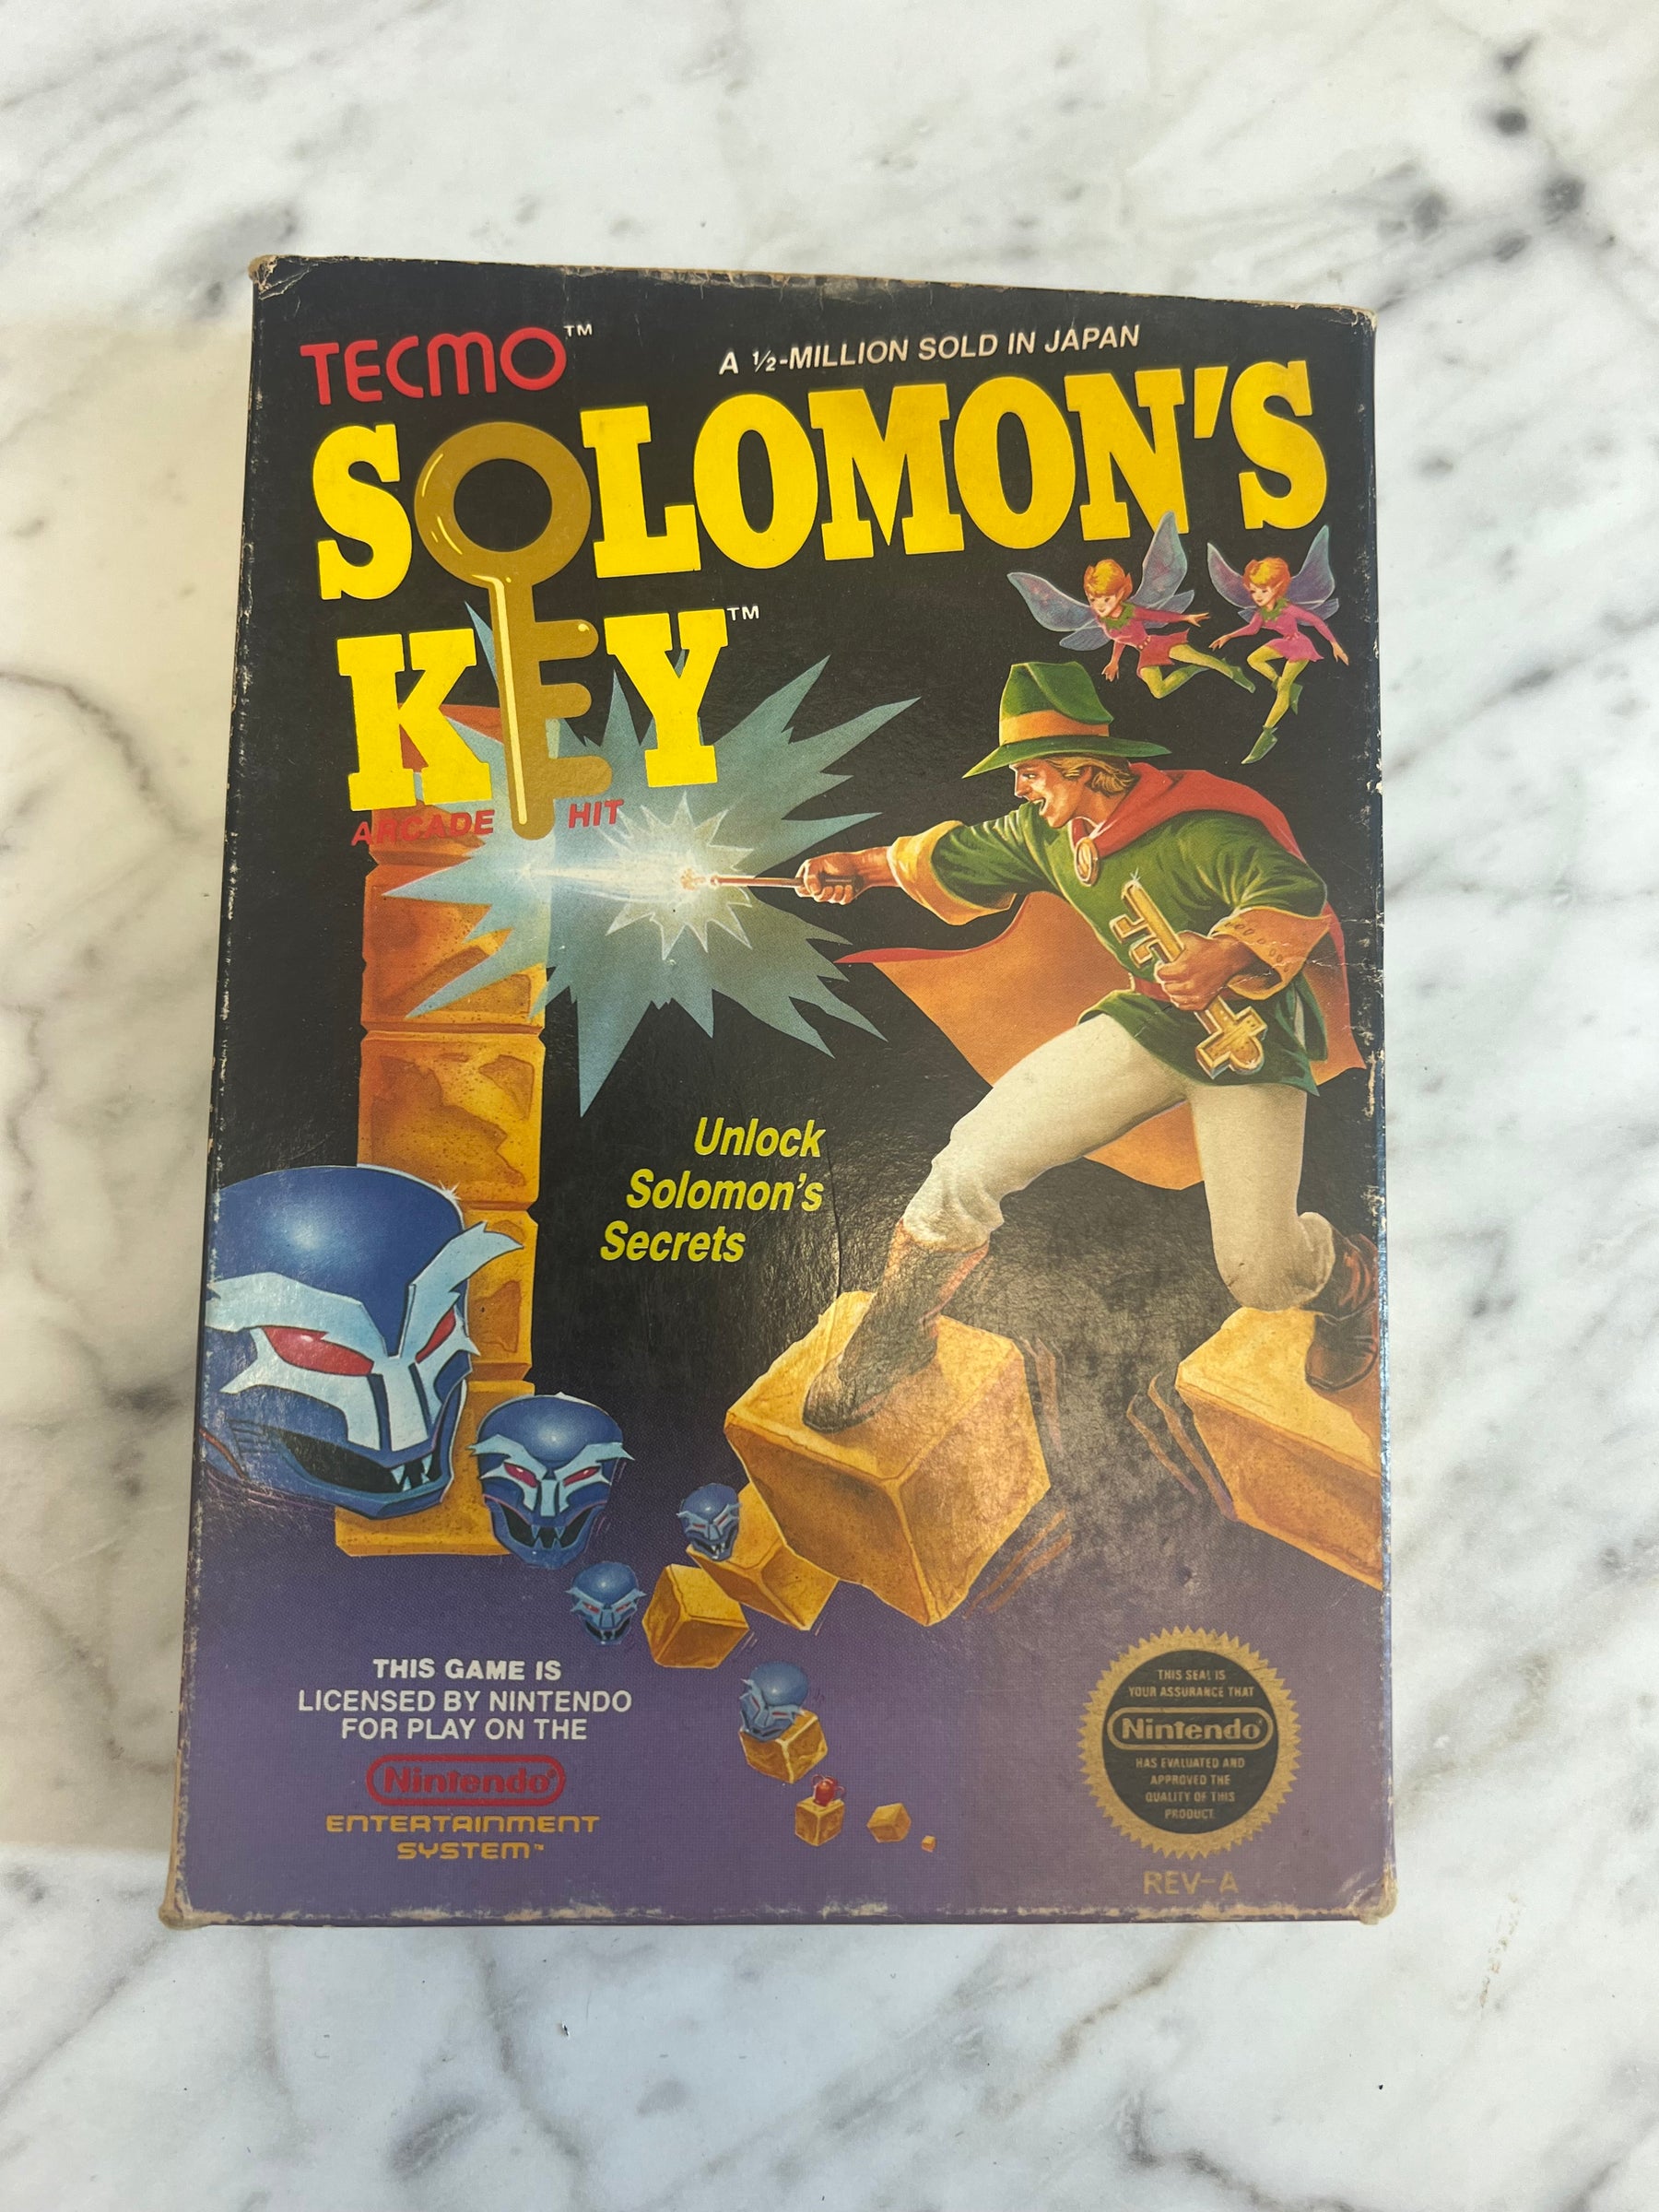 TECMO™
A ½-MILLION SOLD IN JAPAN
SOLOMON'S
KEY™
ARCADE HIT
Unlock
Solomon's
Secrets
THIS GAME IS
LICENSED BY NINTENDO
FOR PLAY ON THE
Nintendo®
ENTERTAINMENT
SYSTEM™
THIS SEAL IS
YOUR ASSURANCE THAT
Nintendo®
HAS EVALUATED AND
APPROVED THE
QUALITY OF THIS
PRODUCT.
REV-A